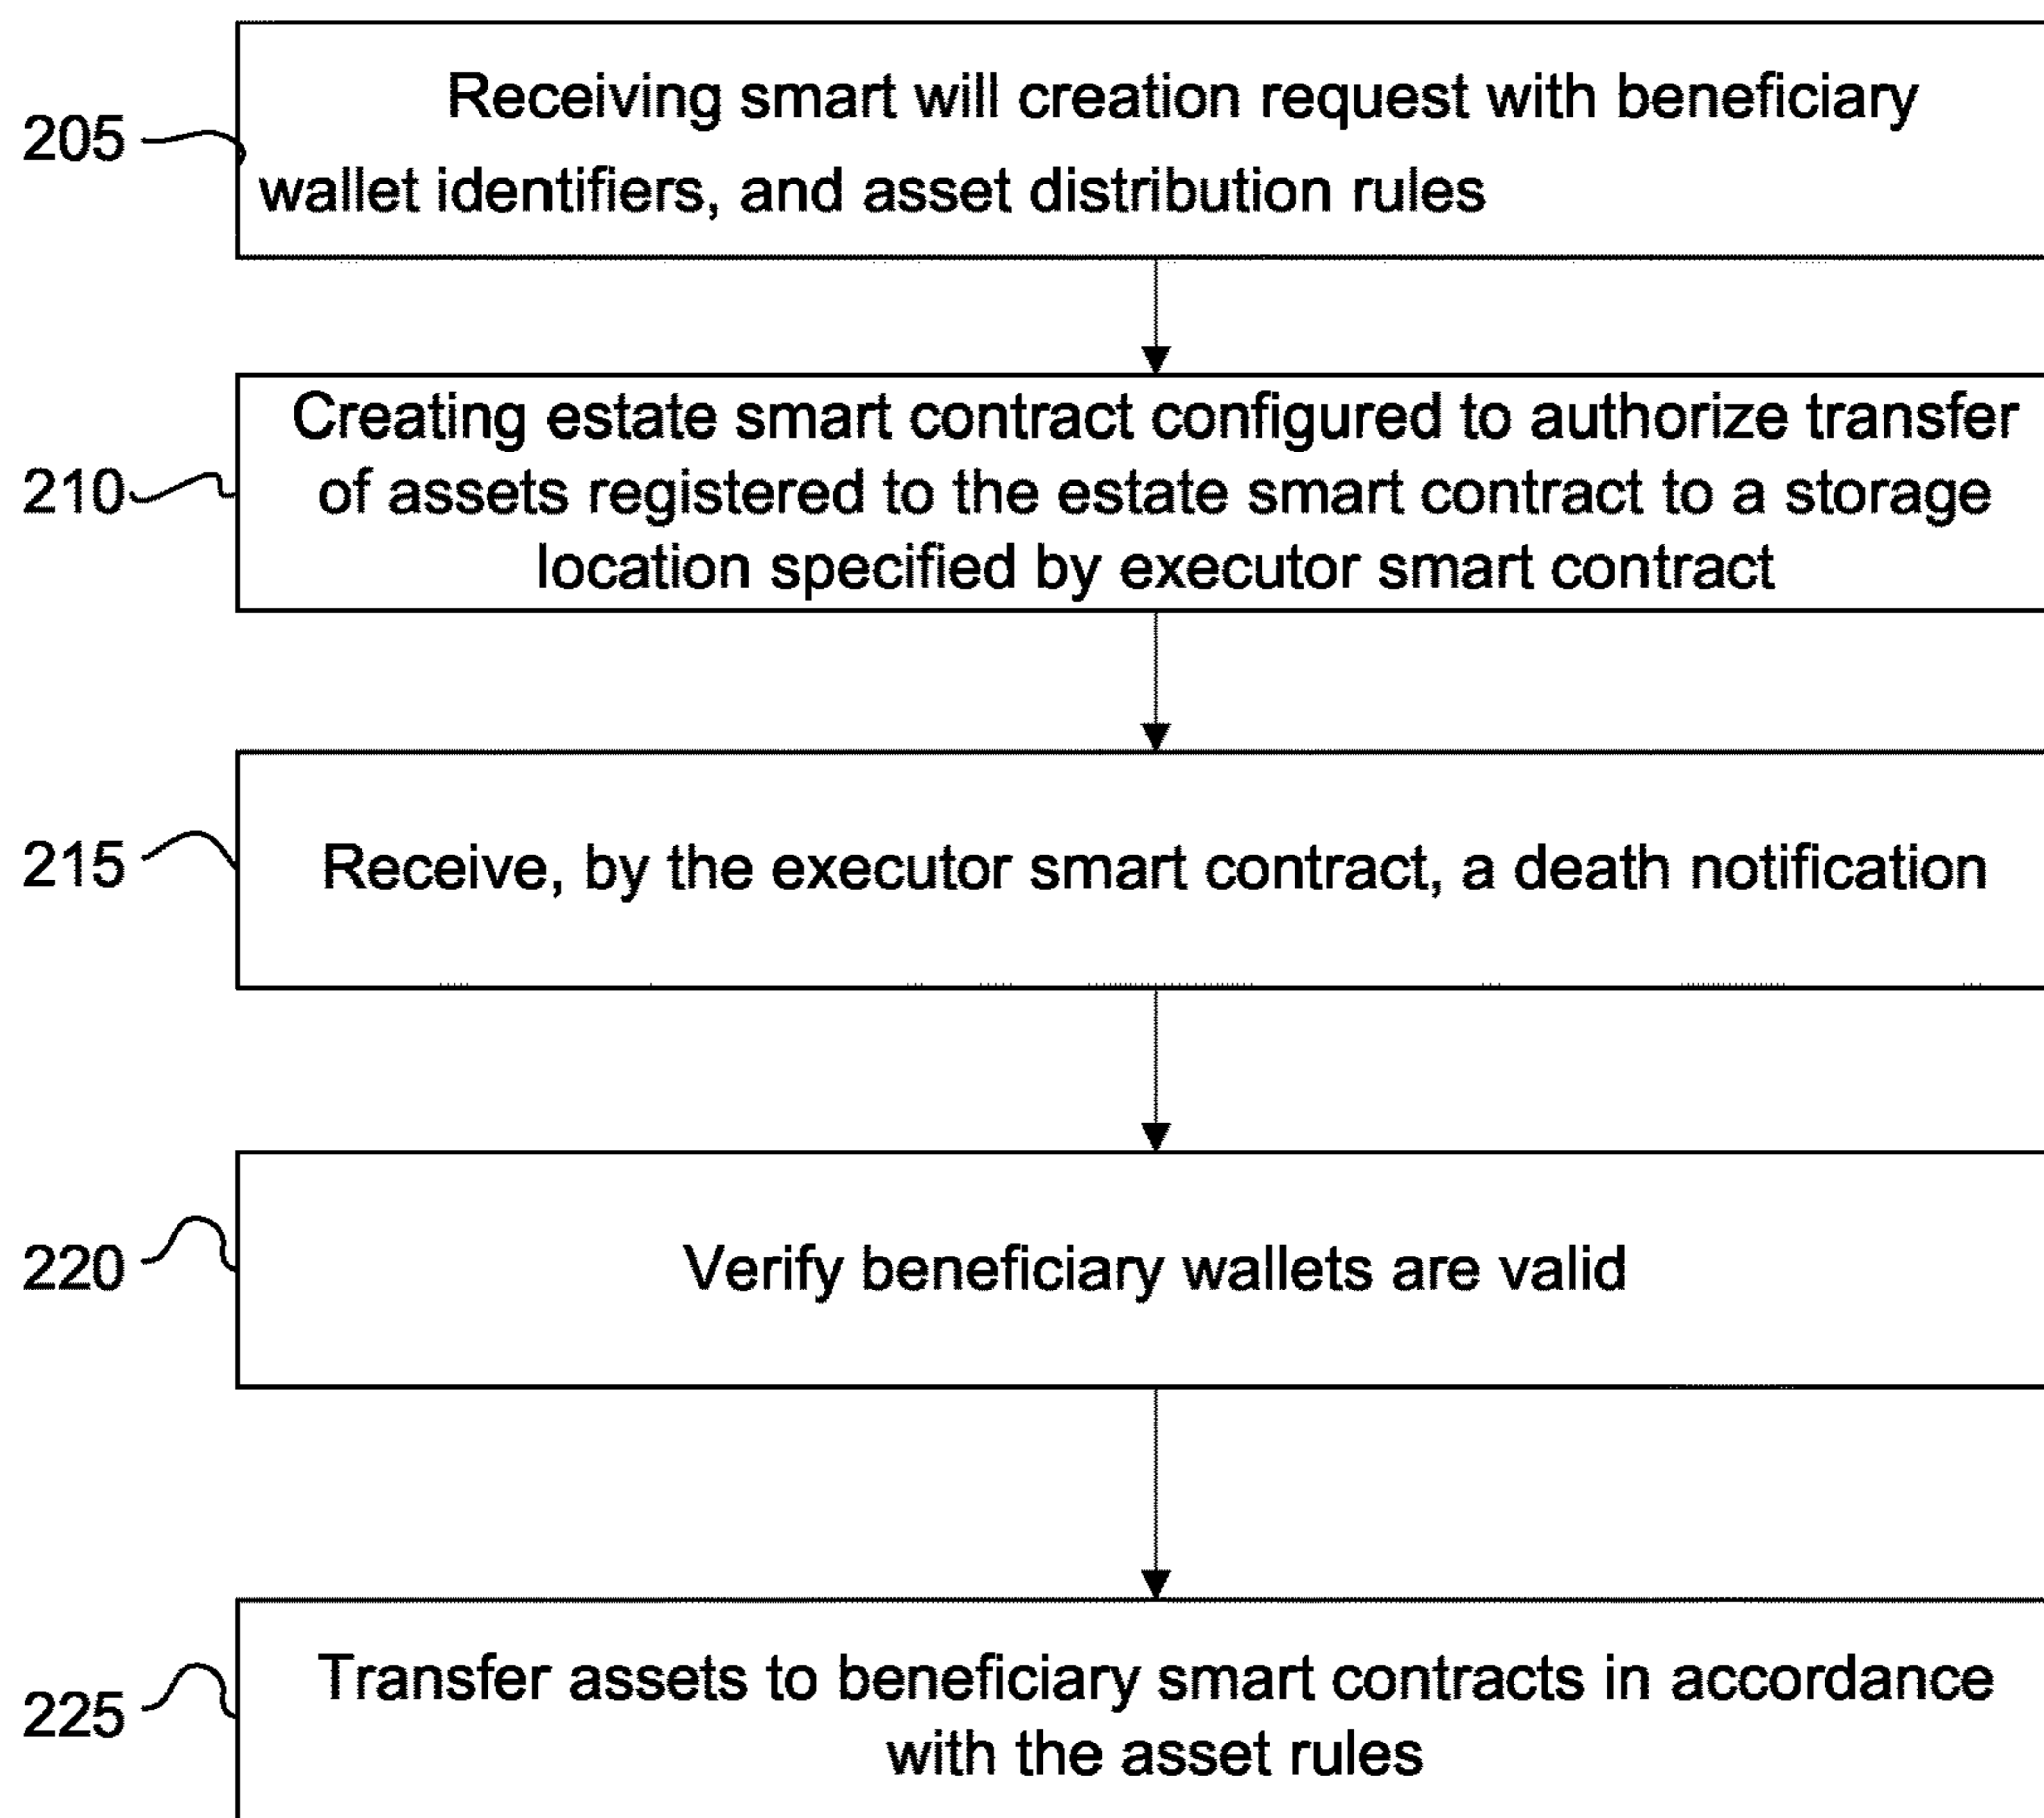 205
Receiving smart will creation request with beneficiary
wallet identifiers, and asset distribution rules
210
Creating estate smart contract configured to authorize transfer
of assets registered to the estate smart contract to a storage
location specified by executor smart contract
215
Receive, by the executor smart contract, a death notification
220
Verify beneficiary wallets are valid
225
Transfer assets to beneficiary smart contracts in accordance
with the asset rules